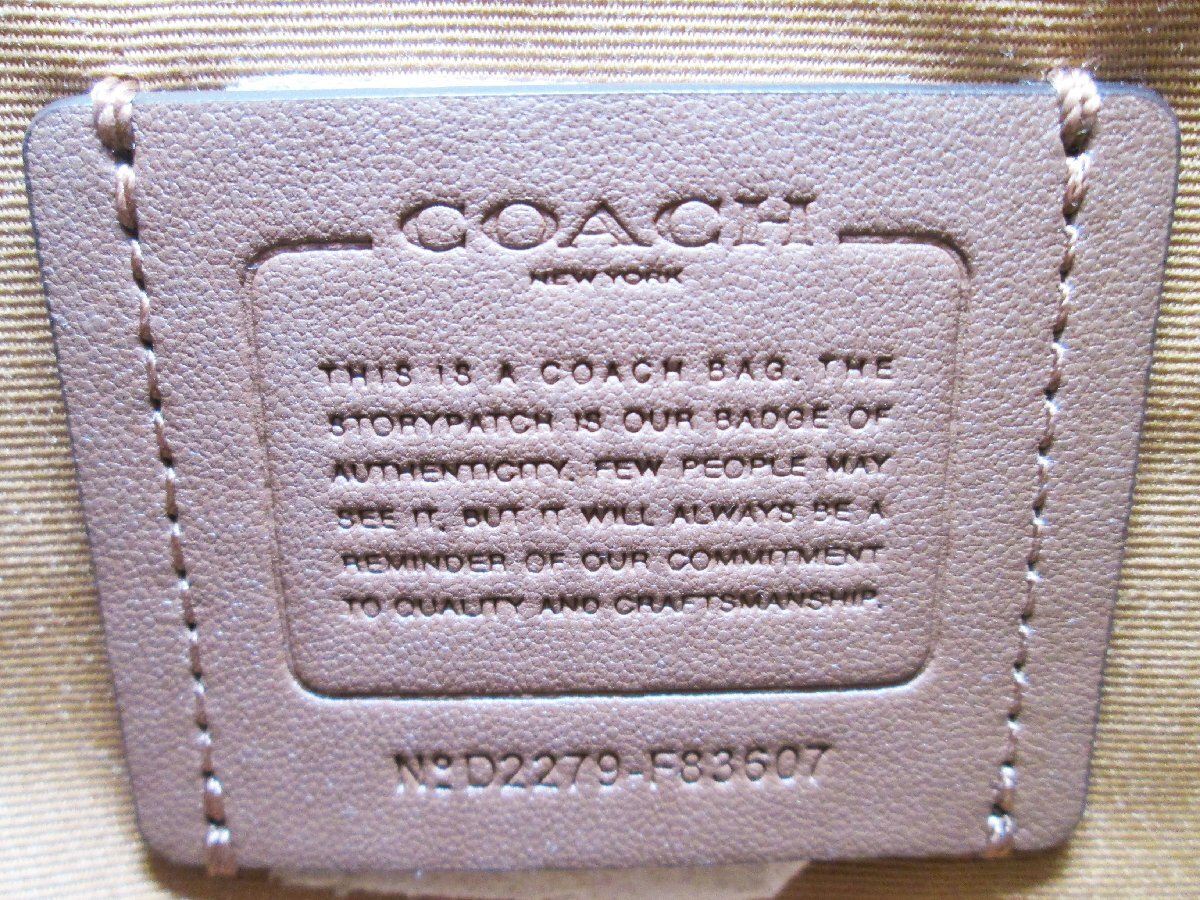 COACH
NEW YORK
THIS IS A COACH BAG. THE
STORYPATCH IS OUR BADGE OF
AUTHENTICITY. FEW PEOPLE MAY
SEE IT, BUT IT WILL ALWAYS BE A
REMINDER OF OUR COMMITMENT
TO QUALITY AND CRAFTSMANSHIP.
Nº D2279-F83607